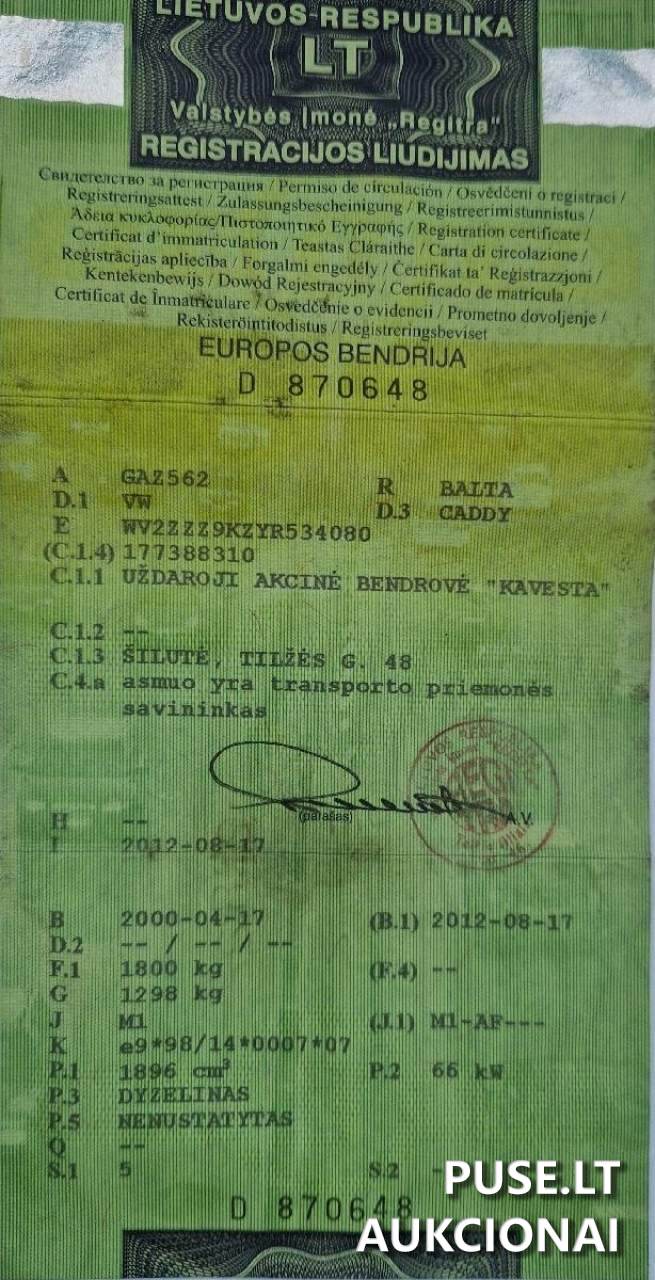 LIETUVOS RESPUBLIKA
LT
Valstybės Įmonė „Regitra“
REGISTRACIJOS LIUDIJIMAS
Свидетелство за регистрация / Permiso de circulación / Osvědčeni o registraci /
Registreringsattest / Zulassungsbescheinigung / Registreerimistunnistus /
Άδεια κυκλοφορίας/Πιστοποιητικό Εγγραφής / Registration certificate /
Certificat d'immatriculation / Teastas Cláraithe / Carta di circolazione /
Reģistrācijas apliecība / Forgalmi engedély / Ċertifikat ta' Reġistrazzjoni /
Kentekenbewijs / Dowód Rejestracyjny / Certificado de matrícula /
Certificat de Înmatriculare / Osvedčenie o evidencii / Prometno dovoljenje /
Rekisteröintitodistus / Registreringsbeviset
EUROPOS BENDRIJA
D 870648
A GAZ562 R BALTA
D.1 VW D.3 CADDY
E WV2ZZZ9KZYR534080
(C.1.4) 177388310
C.1.1 UŽDAROJI AKCINĖ BENDROVĖ "KAVESTA"
C.1.2 --
C.1.3 ŠILUTĖ, TILŽĖS G. 48
C.4.a asmuo yra transporto priemonės
savininkas
(parašas) A.V.
H --
I 2012-08-17
B 2000-04-17 (B.1) 2012-08-17
D.2 -- / -- / --
F.1 1800 kg (F.4) --
G 1298 kg
J M1 (J.1) M1-AF---
K e9*98/14*0007*07
P.1 1896 cm³ P.2 66 kW
P.3 DYZELINAS
P.5 NENUSTATYTAS
Q --
S.1 5 S.2 -
D 870648
PUSE.LT
AUKCIONAI